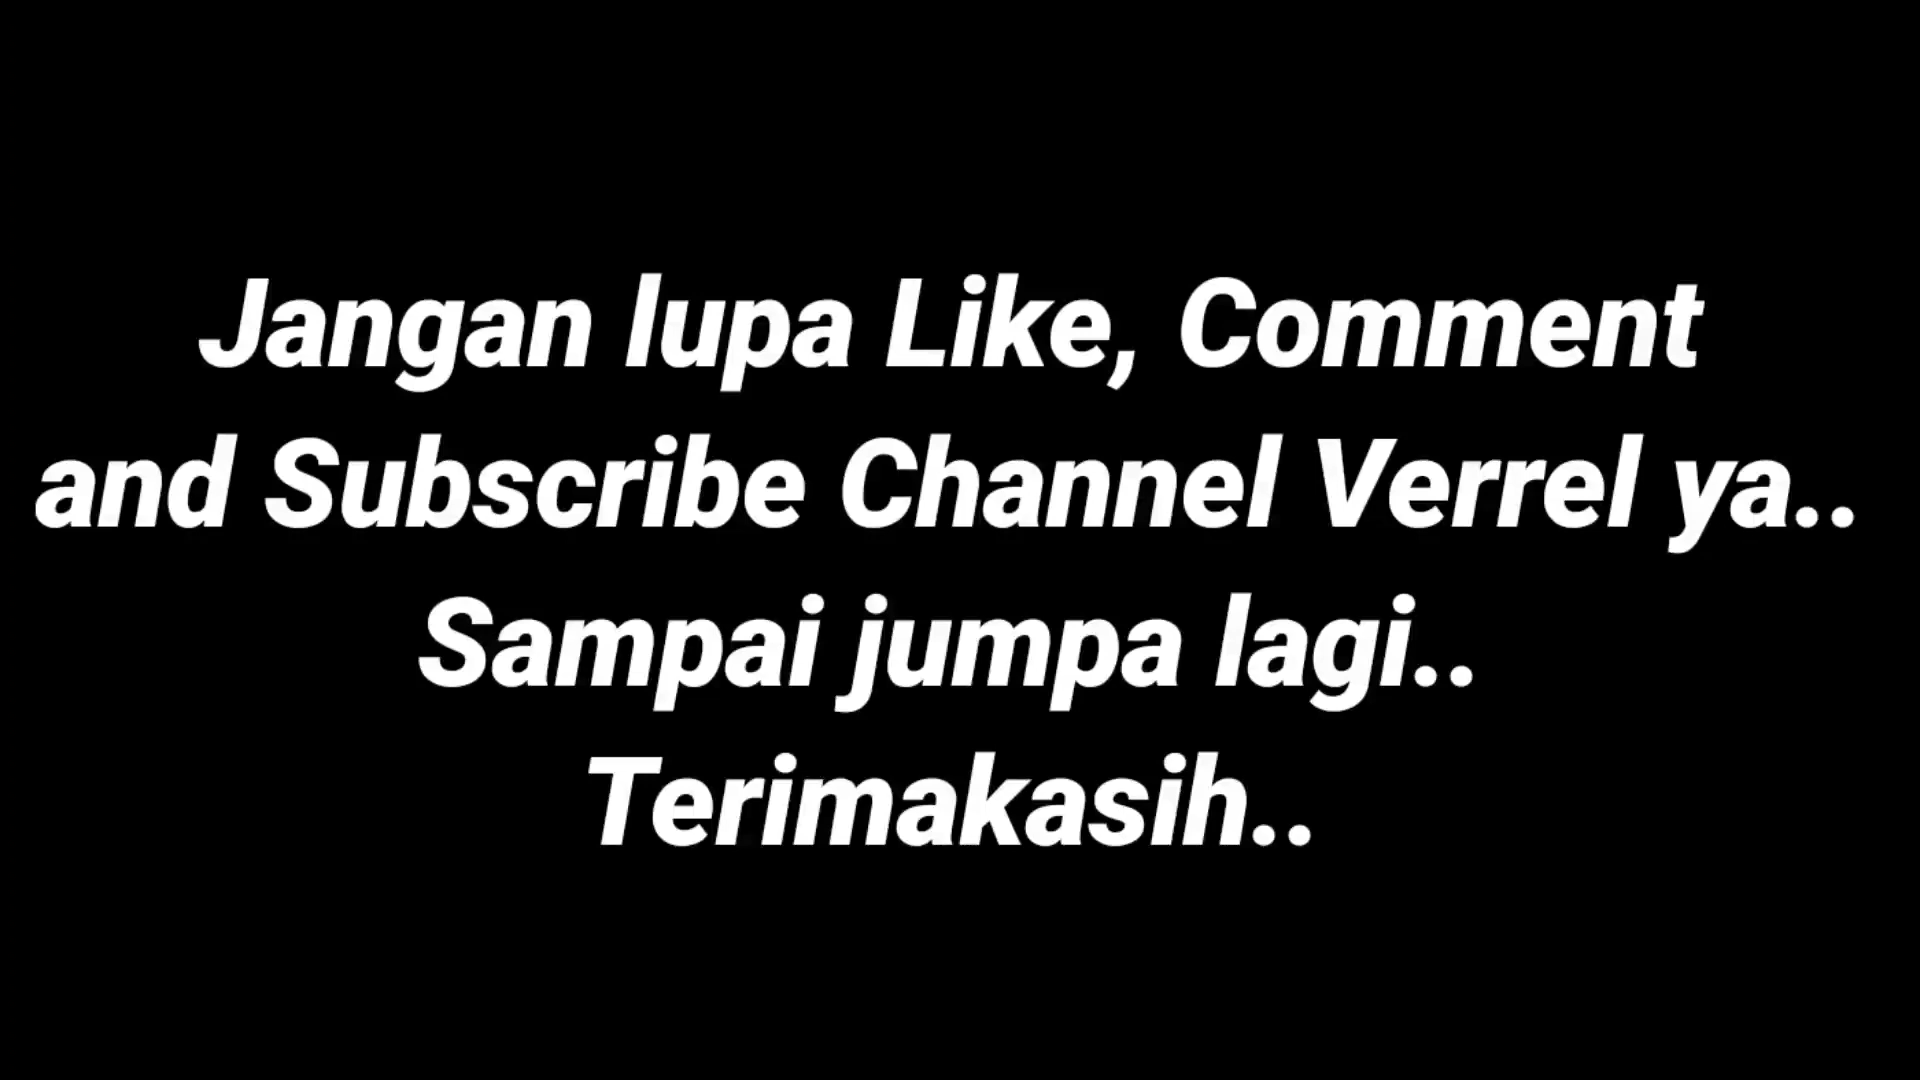 Jangan lupa Like, Comment
and Subscribe Channel Verrel ya..
Sampai jumpa lagi..
Terimakasih..